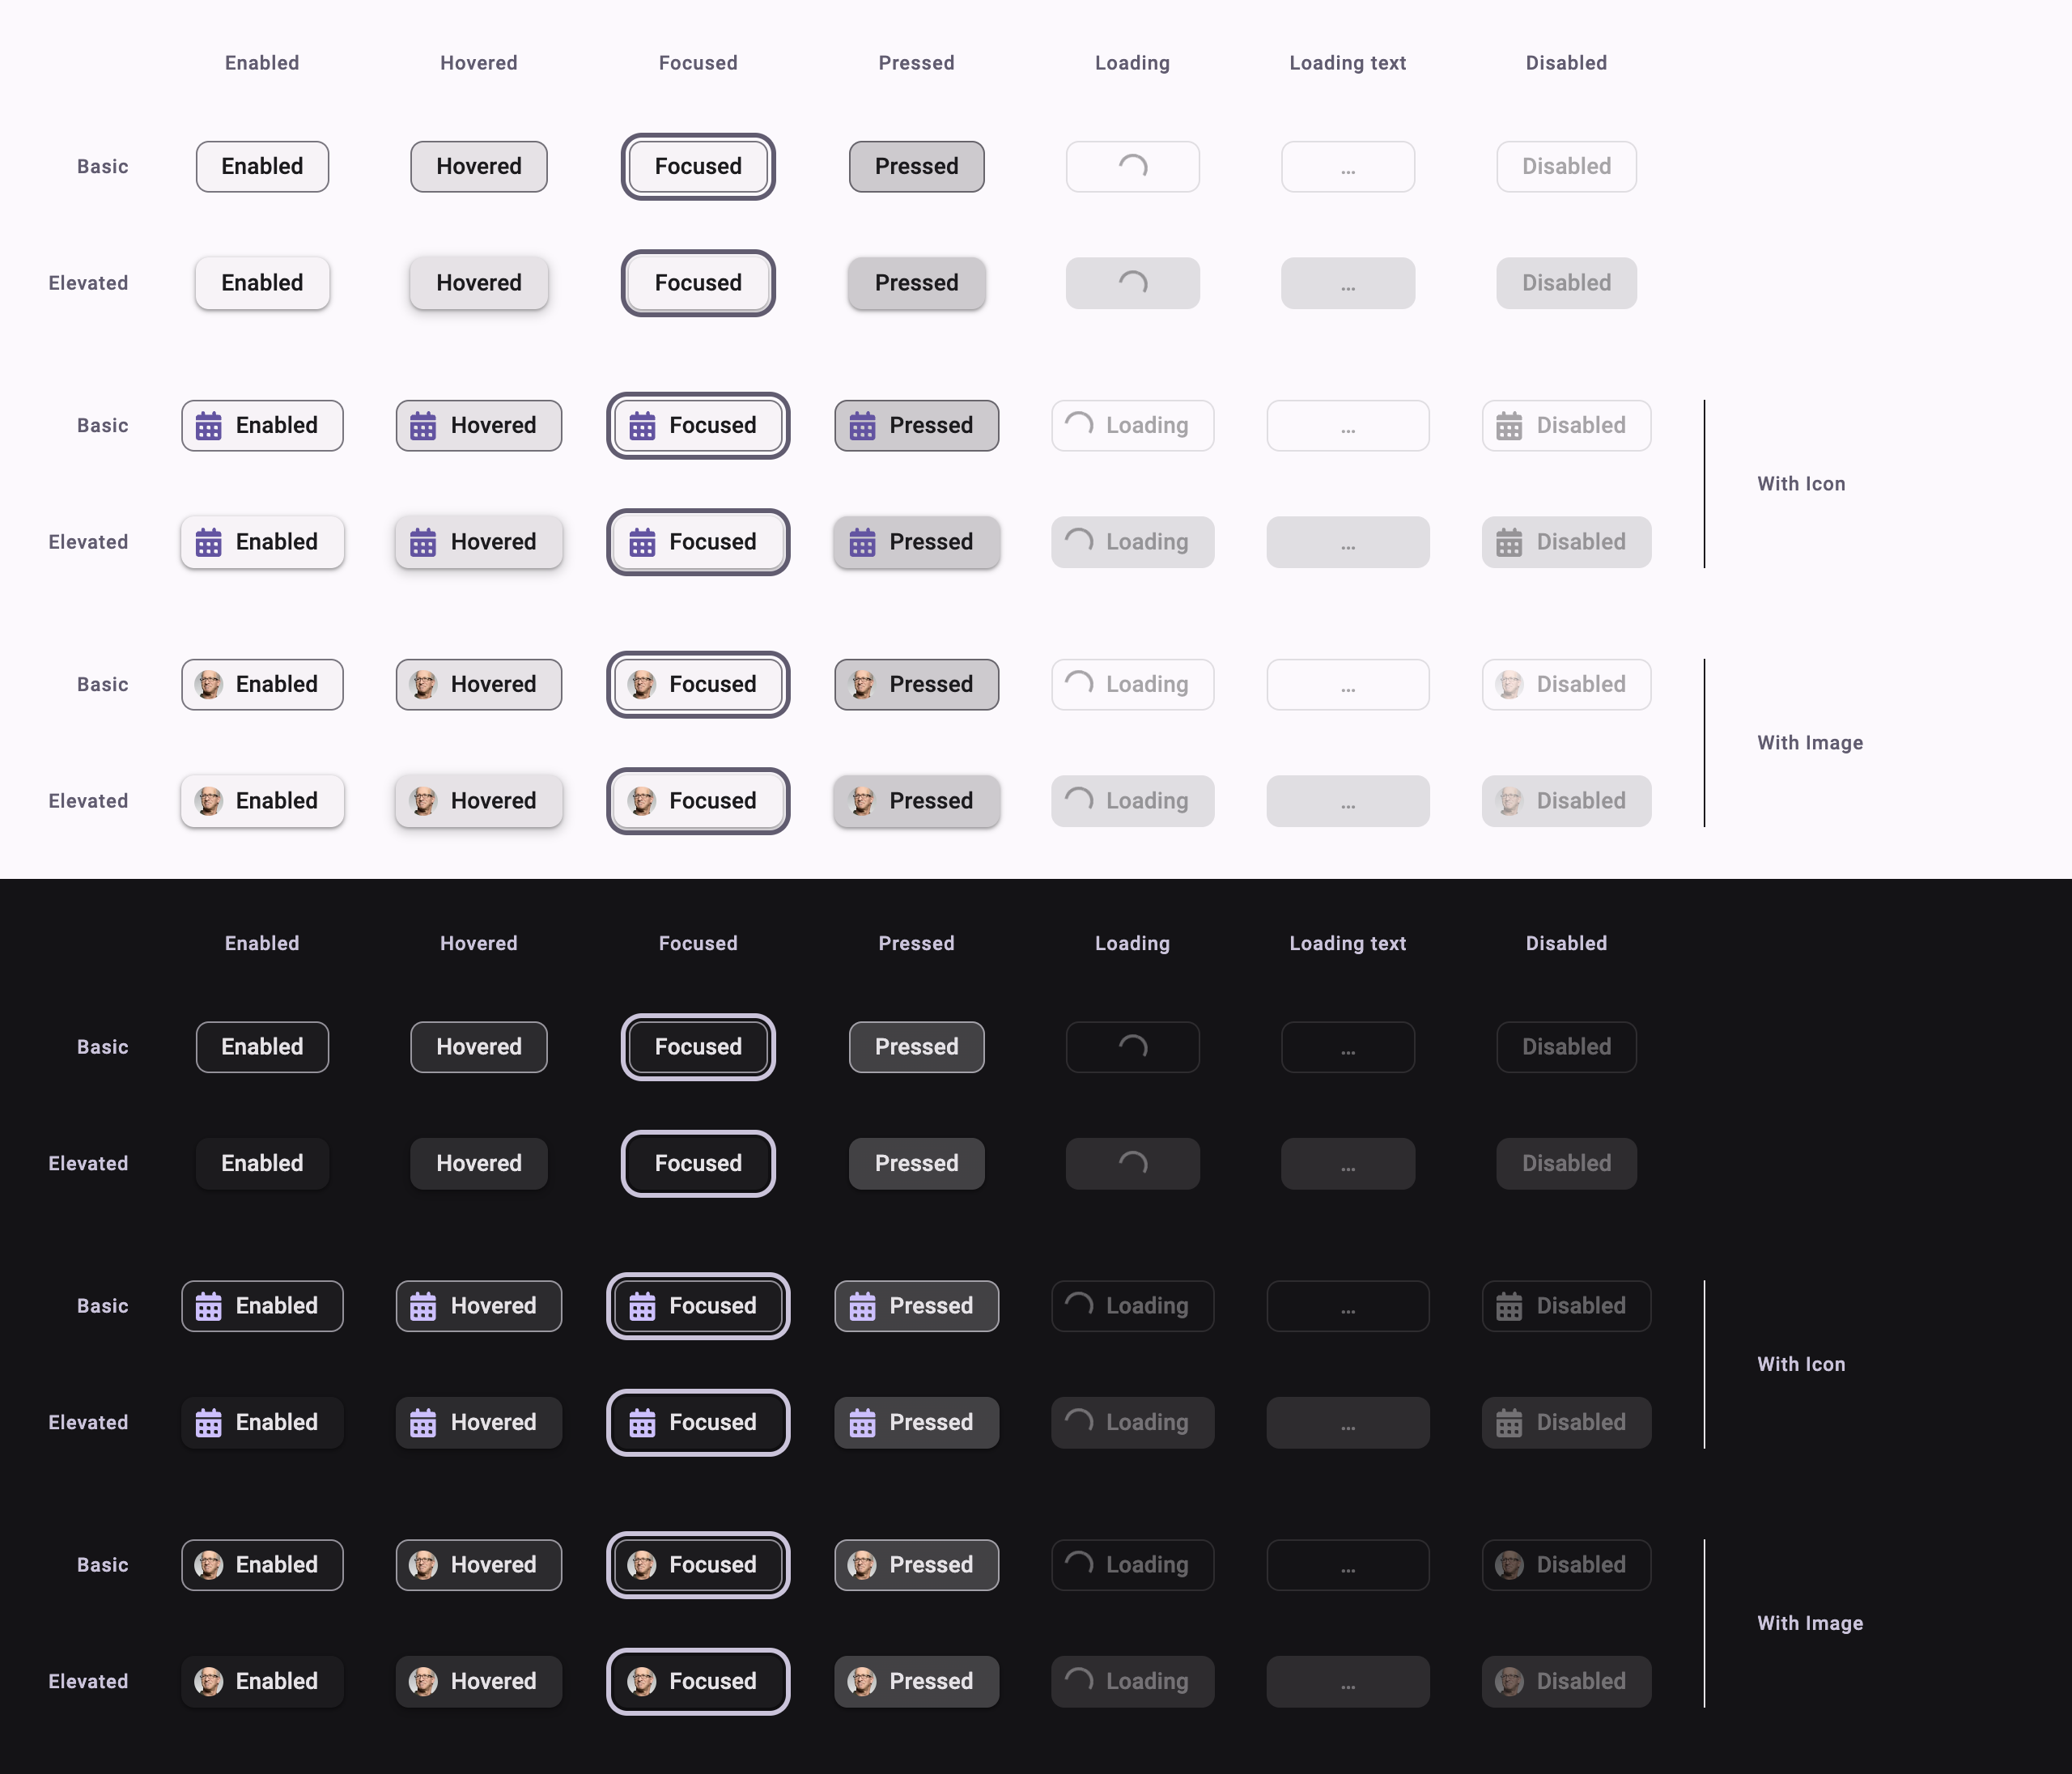 Enabled Hovered Focused Pressed Loading Loading text Disabled
Basic Enabled Hovered Focused Pressed ... Disabled
Elevated Enabled Hovered Focused Pressed ... Disabled
Basic Enabled Hovered Focused Pressed Loading ... Disabled
With Icon
Elevated Enabled Hovered Focused Pressed Loading ... Disabled
Basic Enabled Hovered Focused Pressed Loading ... Disabled
With Image
Elevated Enabled Hovered Focused Pressed Loading ... Disabled
Enabled Hovered Focused Pressed Loading Loading text Disabled
Basic Enabled Hovered Focused Pressed ... Disabled
Elevated Enabled Hovered Focused Pressed ... Disabled
Basic Enabled Hovered Focused Pressed Loading ... Disabled
With Icon
Elevated Enabled Hovered Focused Pressed Loading ... Disabled
Basic Enabled Hovered Focused Pressed Loading ... Disabled
With Image
Elevated Enabled Hovered Focused Pressed Loading ... Disabled